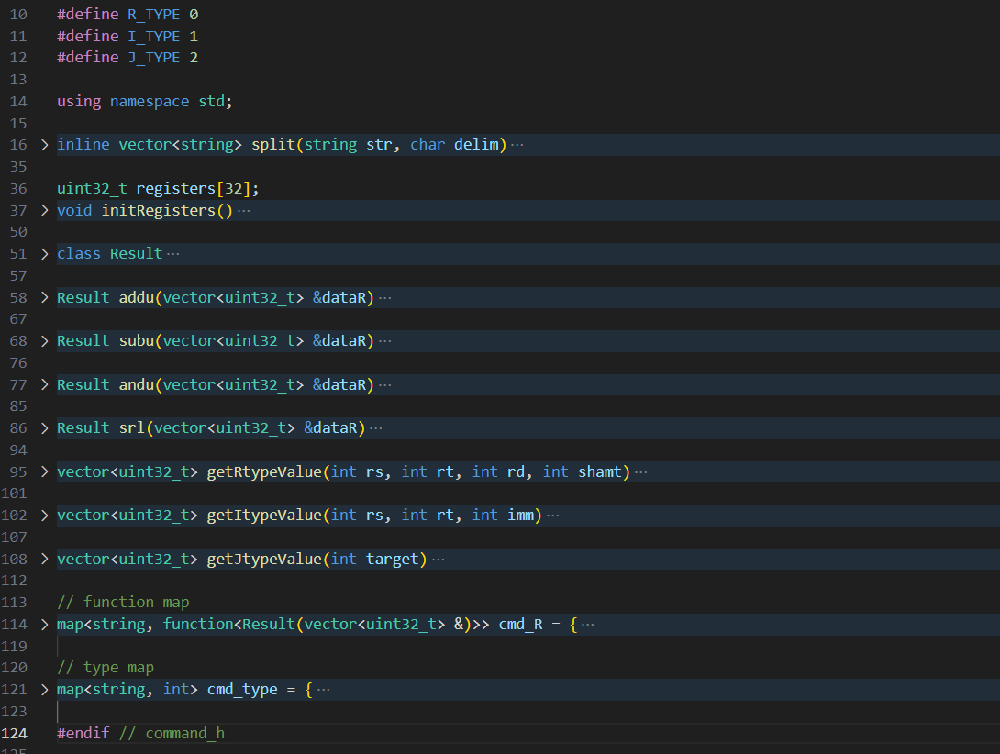 10 #define R_TYPE 0
11 #define I_TYPE 1
12 #define J_TYPE 2
13
14 using namespace std;
15
16 > inline vector<string> split(string str, char delim) ···
35
36 uint32_t registers[32];
37 > void initRegisters() ···
50
51 > class Result ···
57
58 > Result addu(vector<uint32_t> &dataR) ···
67
68 > Result subu(vector<uint32_t> &dataR) ···
76
77 > Result andu(vector<uint32_t> &dataR) ···
85
86 > Result srl(vector<uint32_t> &dataR) ···
94
95 > vector<uint32_t> getRtypeValue(int rs, int rt, int rd, int shamt) ···
101
102 > vector<uint32_t> getItypeValue(int rs, int rt, int imm) ···
107
108 > vector<uint32_t> getJtypeValue(int target) ···
112
113 // function map
114 > map<string, function<Result(vector<uint32_t> &)>> cmd_R = { ···
119
120 // type map
121 > map<string, int> cmd_type = { ···
123
124 #endif // command_h
125